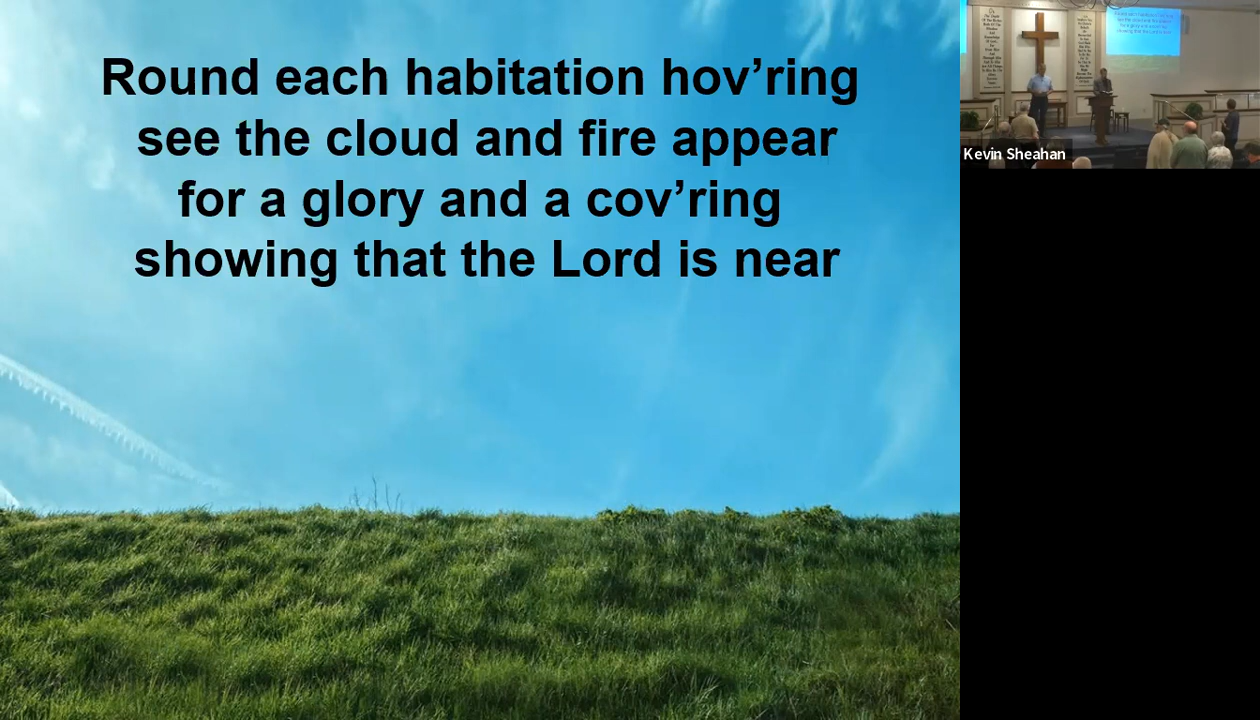 Round each habitation hov’ring
see the cloud and fire appear
for a glory and a cov’ring
showing that the Lord is near
Kevin Sheahan